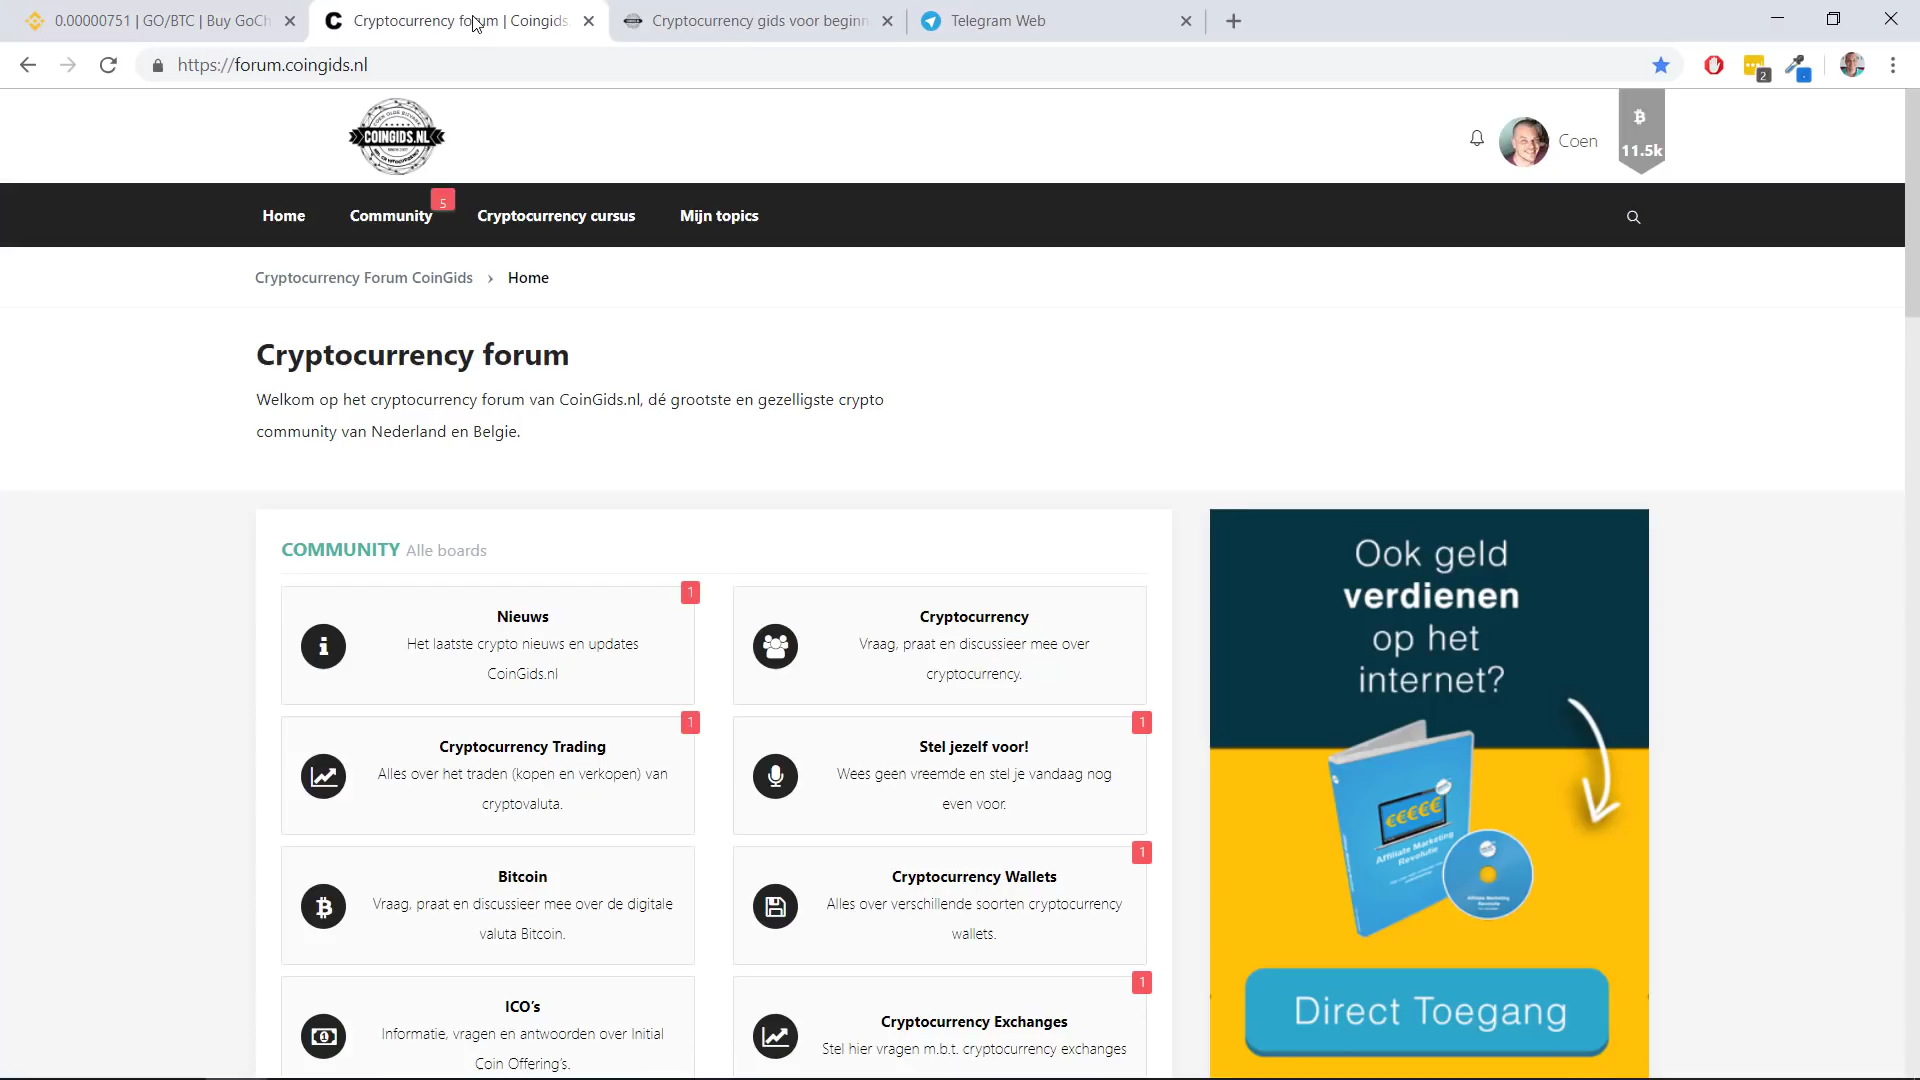 0.00000751 | GO/BTC | Buy GoCh
Cryptocurrency forum | Coingids.
Cryptocurrency gids voor beginn
Telegram Web
https://forum.coingids.nl
2
COINGIDS.NL
Coen
11.5k
Home
Community
5
Cryptocurrency cursus
Mijn topics
Cryptocurrency Forum CoinGids › Home
Cryptocurrency forum
Welkom op het cryptocurrency forum van CoinGids.nl, dé grootste en gezelligste crypto
community van Nederland en Belgie.
COMMUNITY Alle boards
1
Nieuws
Het laatste crypto nieuws en updates
CoinGids.nl
Cryptocurrency
Vraag, praat en discussieer mee over
cryptocurrency.
1
Cryptocurrency Trading
Alles over het traden (kopen en verkopen) van
cryptovaluta.
1
Stel jezelf voor!
Wees geen vreemde en stel je vandaag nog
even voor.
Bitcoin
Vraag, praat en discussieer mee over de digitale
valuta Bitcoin.
1
Cryptocurrency Wallets
Alles over verschillende soorten cryptocurrency
wallets.
ICO’s
Informatie, vragen en antwoorden over Initial
Coin Offering’s.
1
Cryptocurrency Exchanges
Stel hier vragen m.b.t. cryptocurrency exchanges
Ook geld
verdienen
op het
internet?
€€€€€
Affiliate Marketing
Revolutie
Direct Toegang